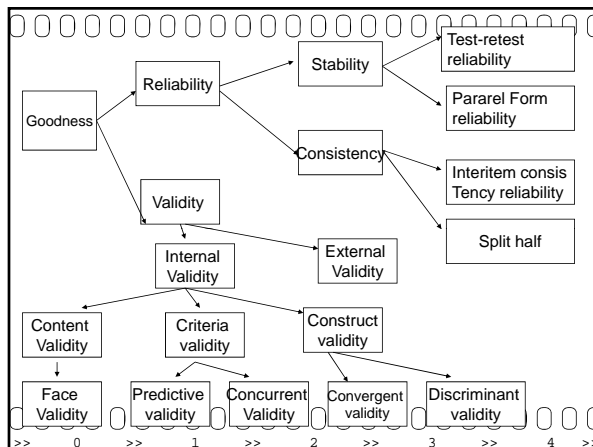 Goodness
Reliability
Stability
Test-retest
reliability
Pararel Form
reliability
Consistency
Interitem consis
Tency reliability
Split half
Validity
Internal
Validity
External
Validity
Content
Validity
Criteria
validity
Construct
validity
Face
Validity
Predictive
validity
Concurrent
Validity
Convergent
validity
Discriminant
validity
>> 0 >> 1 >> 2 >> 3 >> 4 >>